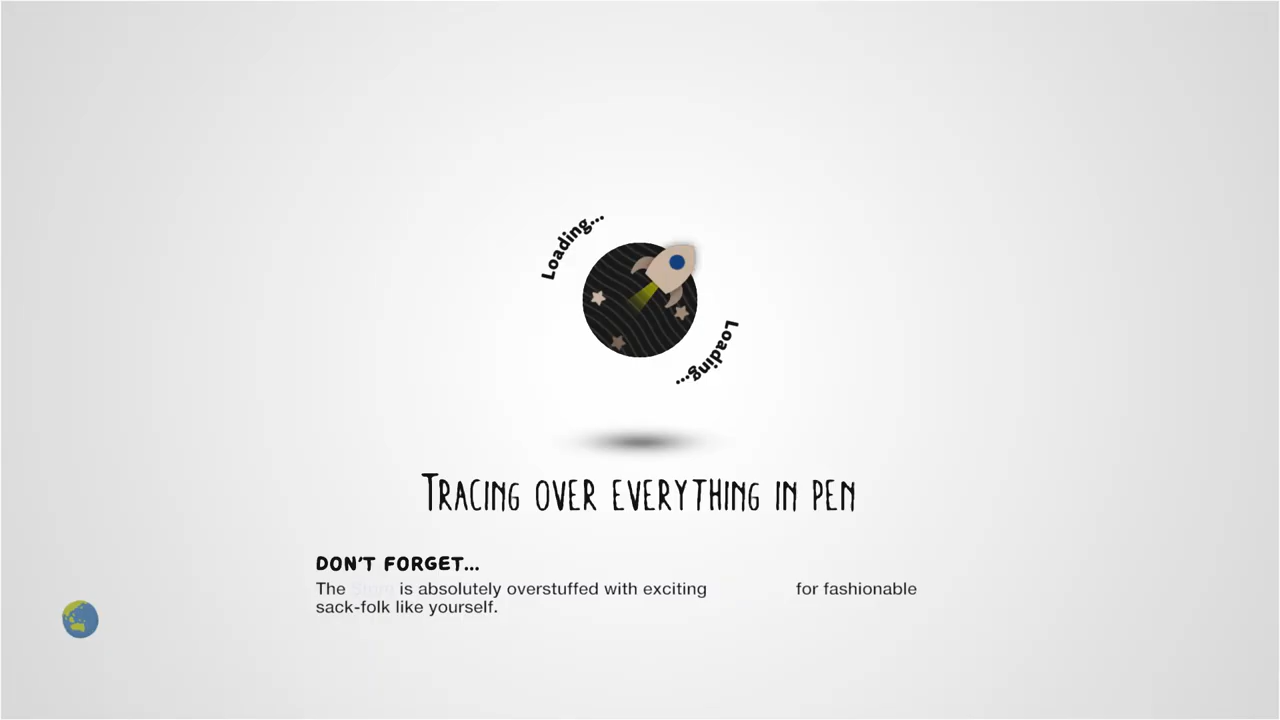 Loading...
Loading...
Tracing over everything in pen
DON'T FORGET...
The Store is absolutely overstuffed with exciting for fashionable
sack-folk like yourself.